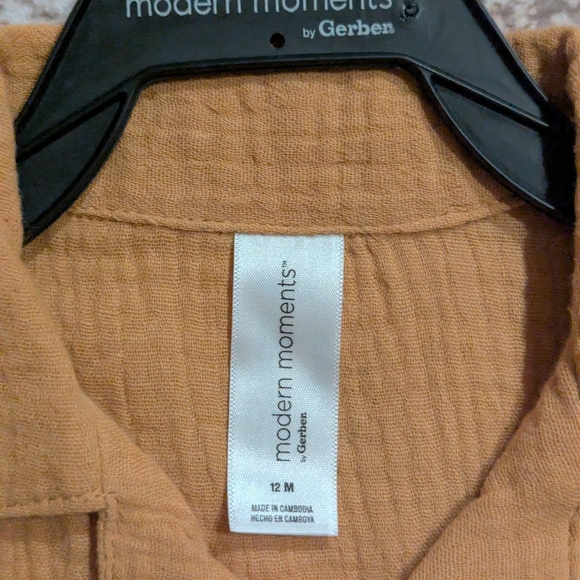 modern moments
by Gerben
modern moments™
by Gerben
12 M
MADE IN CAMBODIA
HECHO EN CAMBOYA